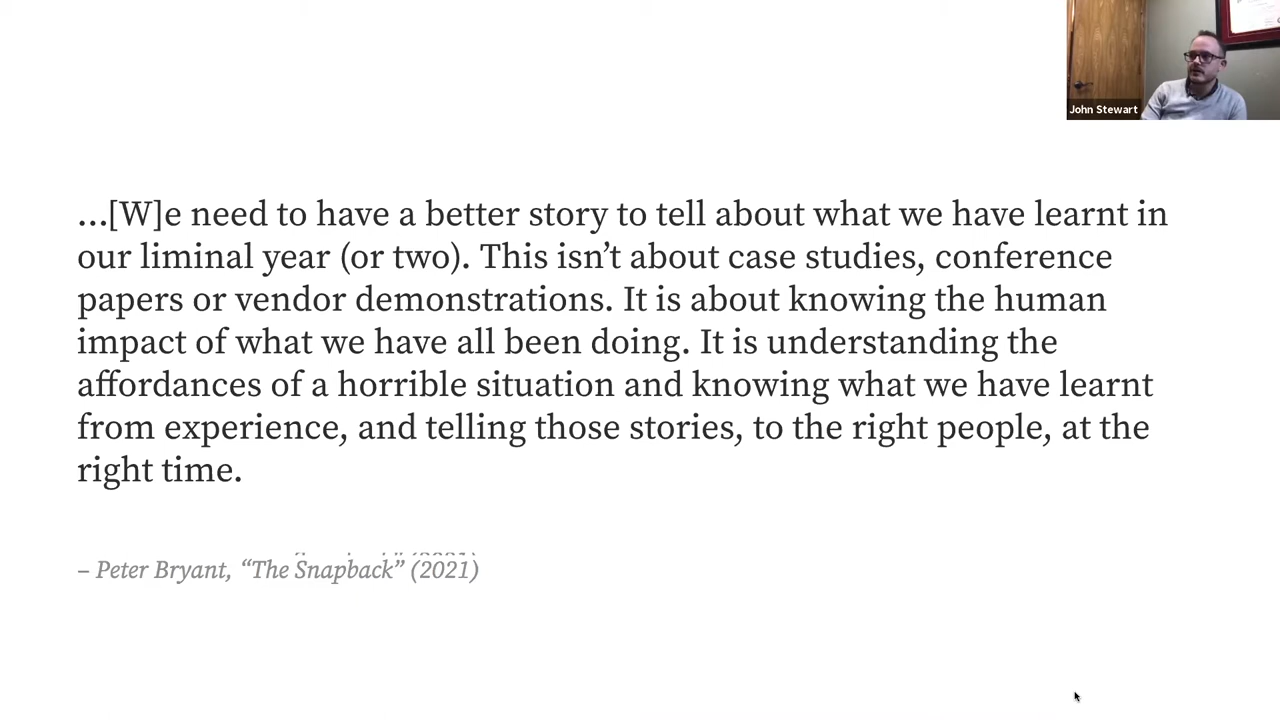 John Stewart
...[W]e need to have a better story to tell about what we have learnt in
our liminal year (or two). This isn’t about case studies, conference
papers or vendor demonstrations. It is about knowing the human
impact of what we have all been doing. It is understanding the
affordances of a horrible situation and knowing what we have learnt
from experience, and telling those stories, to the right people, at the
right time.
– Peter Bryant, “The Snapback” (2021)